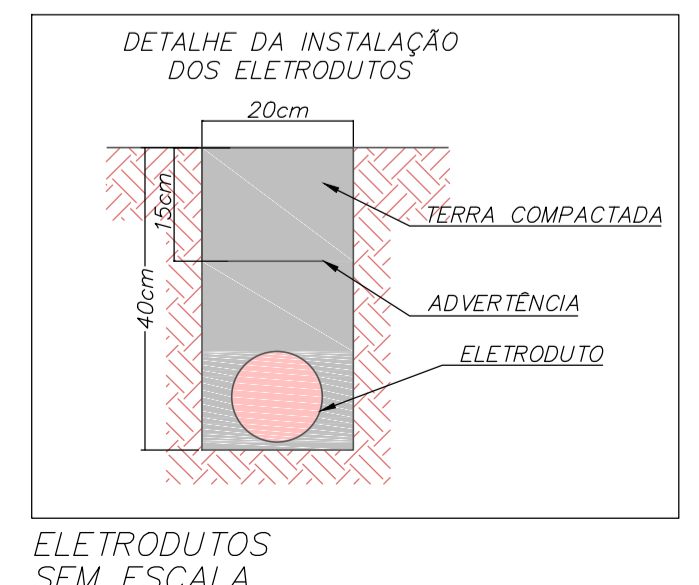 DETALHE DA INSTALAÇÃO
DOS ELETRODUTOS
20cm
15cm
40cm
TERRA COMPACTADA
ADVERTÊNCIA
ELETRODUTO
ELETRODUTOS
SEM ESCALA